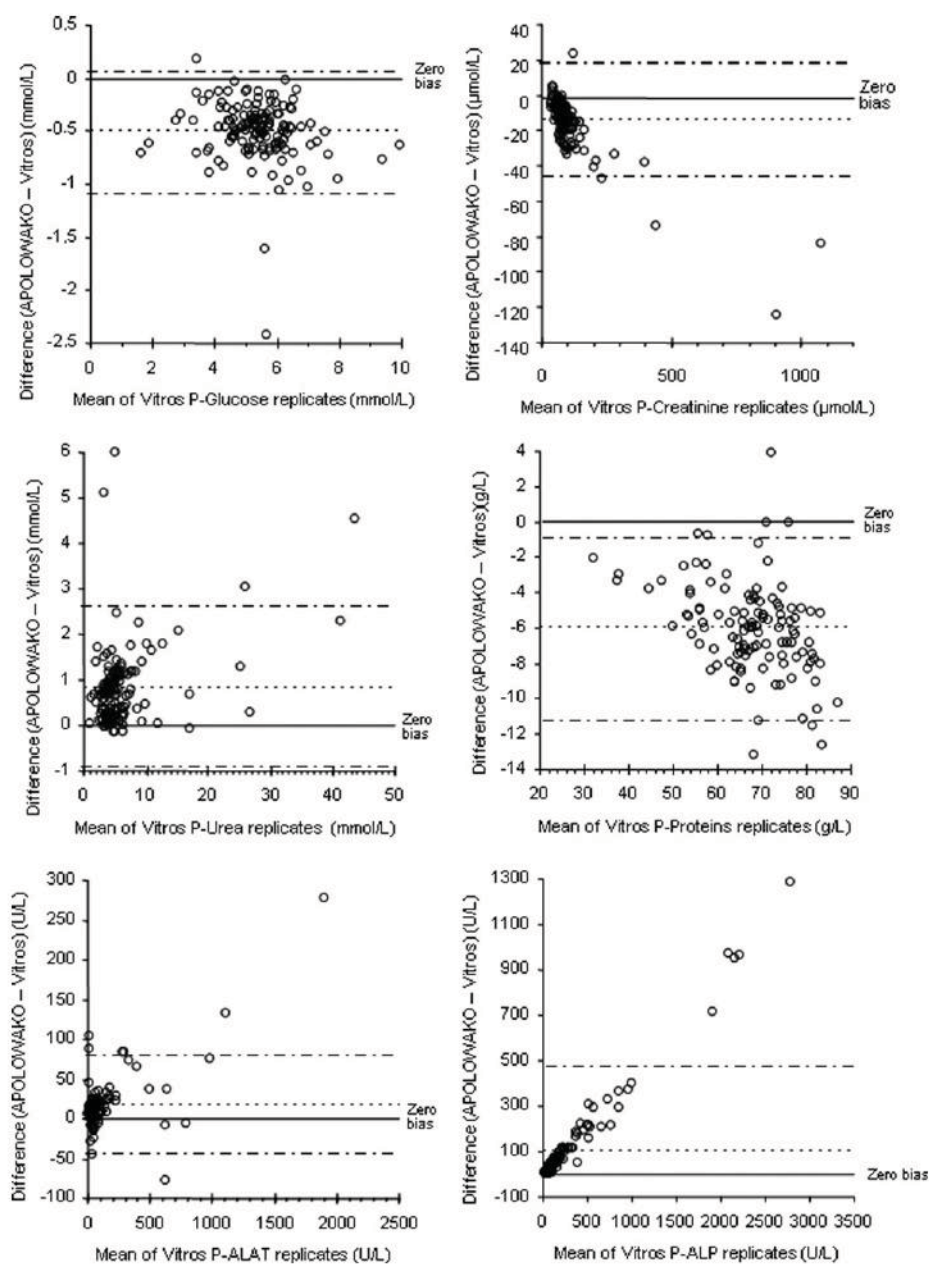 0.5
0
-0.5
-1
-1.5
-2
-2.5
0 2 4 6 8 10
Difference (APOLOWAKO – Vitros) (mmol/L)
Zero
bias
Mean of Vitros P-Glucose replicates (mmol/L)
40
20
0
-20
-40
-60
-80
-100
-120
-140
0 500 1000
Difference (APOLOWAKO – Vitros) (µmol/L)
Zero
bias
Mean of Vitros P-Creatinine replicates (µmol/L)
6
5
4
3
2
1
0
-1
0 10 20 30 40 50
Difference (APOLOWAKO – Vitros) (mmol/L)
Zero
bias
Mean of Vitros P-Urea replicates (mmol/L)
4
2
0
-2
-4
-6
-8
-10
-12
-14
20 30 40 50 60 70 80 90
Difference (APOLOWAKO – Vitros)(g/L)
Zero
bias
Mean of Vitros P-Proteins replicates (g/L)
300
250
200
150
100
50
0
-50
-100
0 500 1000 1500 2000 2500
Difference (APOLOWAKO – Vitros) (U/L)
Zero
bias
Mean of Vitros P-ALAT replicates (U/L)
1300
1100
900
700
500
300
100
-100
0 500 1000 1500 2000 2500 3000 3500
Difference (APOLOWAKO – Vitros) (U/L)
Zero bias
Mean of Vitros P-ALP replicates (U/L)